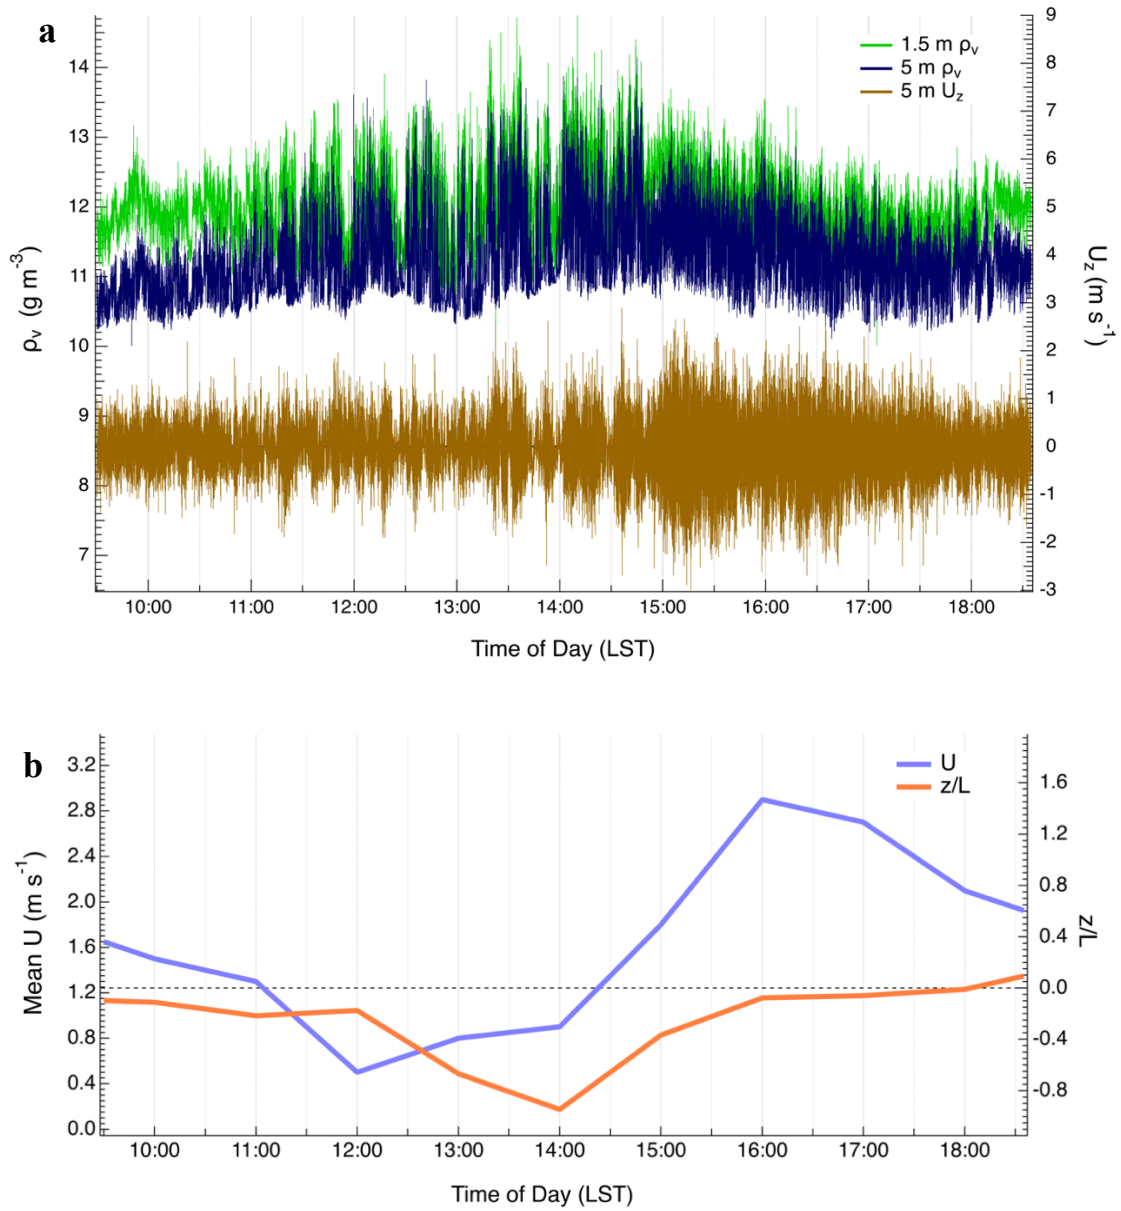 a
1.5 m ρv
5 m ρv
5 m Uz
14
13
12
11
10
9
8
7
ρv (g m-3)
9
8
7
6
5
4
3
2
1
0
-1
-2
-3
Uz (m s-1)
10:00 11:00 12:00 13:00 14:00 15:00 16:00 17:00 18:00
Time of Day (LST)
b
U
z/L
3.2
2.8
2.4
2.0
1.6
1.2
0.8
0.4
0.0
Mean U (m s-1)
1.6
1.2
0.8
0.4
0.0
-0.4
-0.8
z/L
10:00 11:00 12:00 13:00 14:00 15:00 16:00 17:00 18:00
Time of Day (LST)